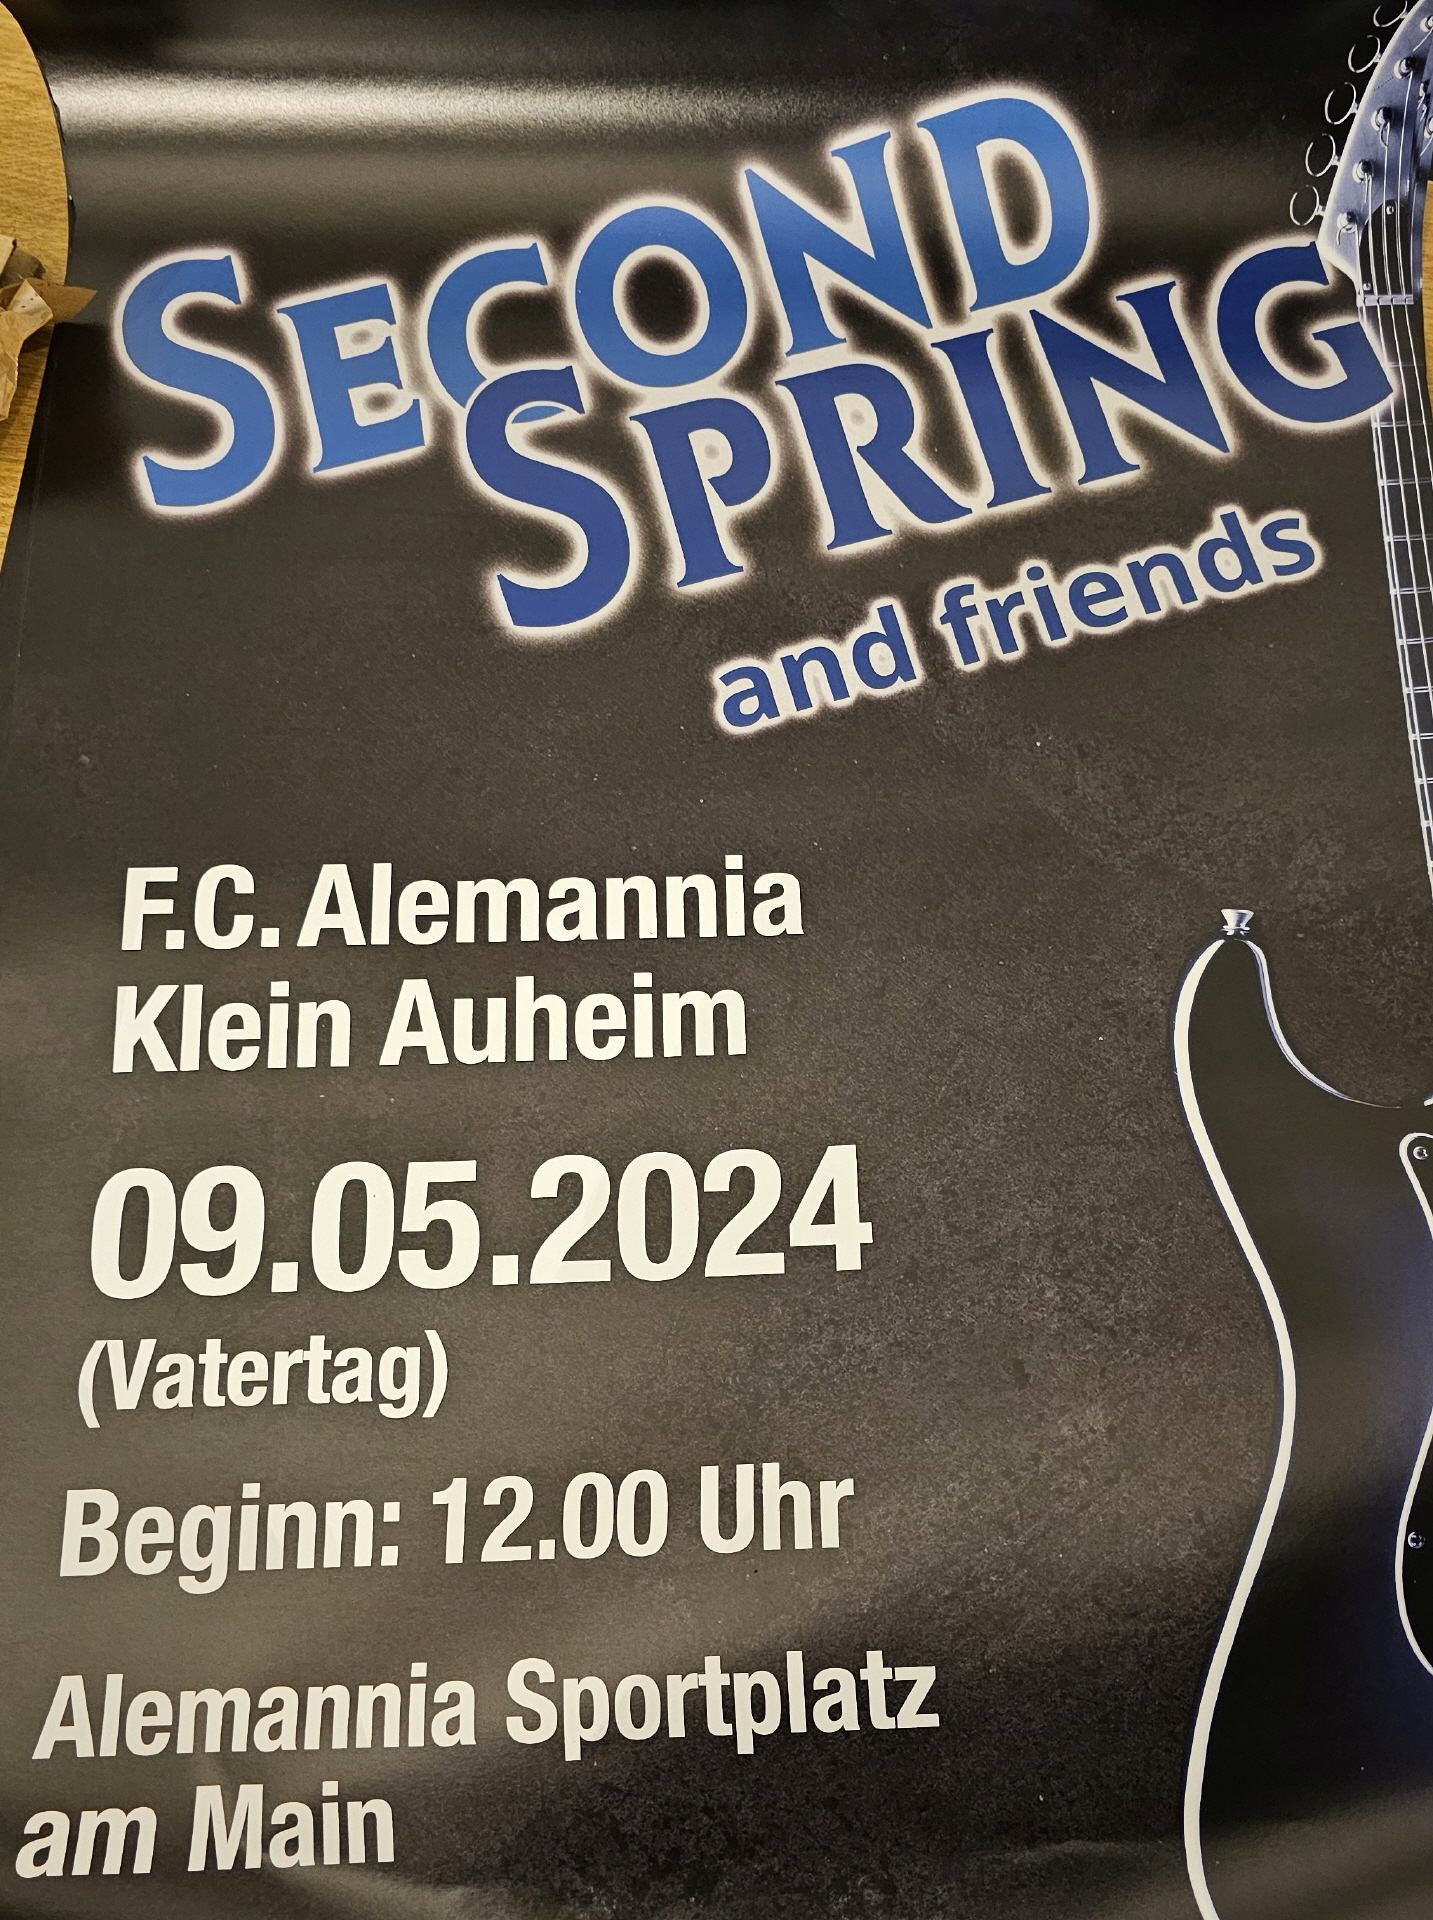 SECOND
SPRING
and friends
F.C. Alemannia
Klein Auheim
09.05.2024
(Vatertag)
Beginn: 12.00 Uhr
Alemannia Sportplatz
am Main